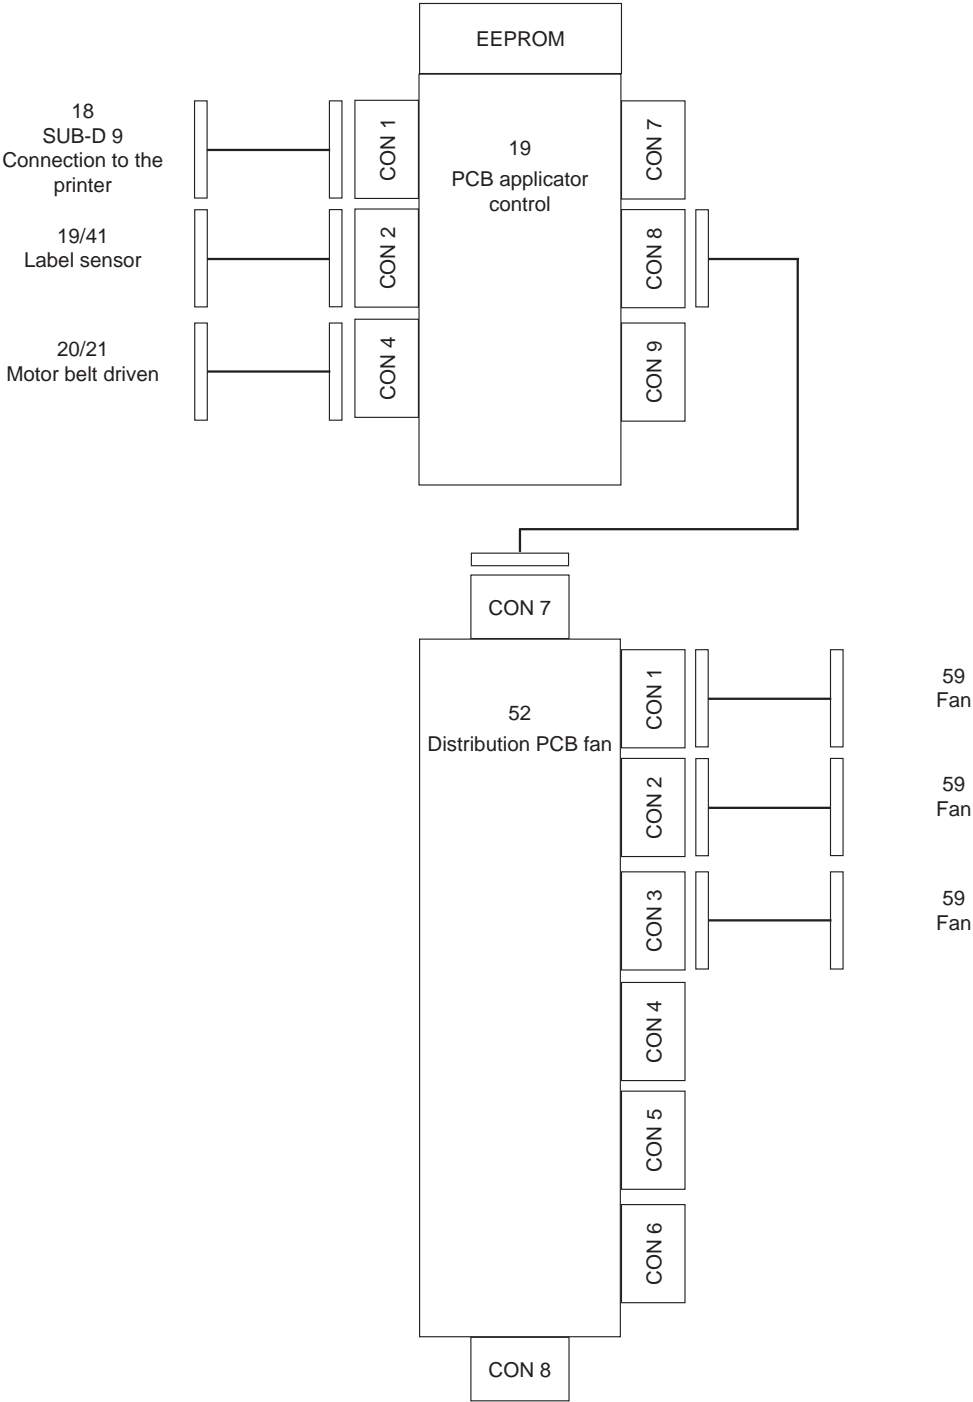 EEPROM
18
SUB-D 9
Connection to the
printer
CON 1
19
PCB applicator
control
CON 7
19/41
Label sensor
CON 2
CON 8
20/21
Motor belt driven
CON 4
CON 9
CON 7
52
Distribution PCB fan
CON 1
59
Fan
CON 2
59
Fan
CON 3
59
Fan
CON 4
CON 5
CON 6
CON 8